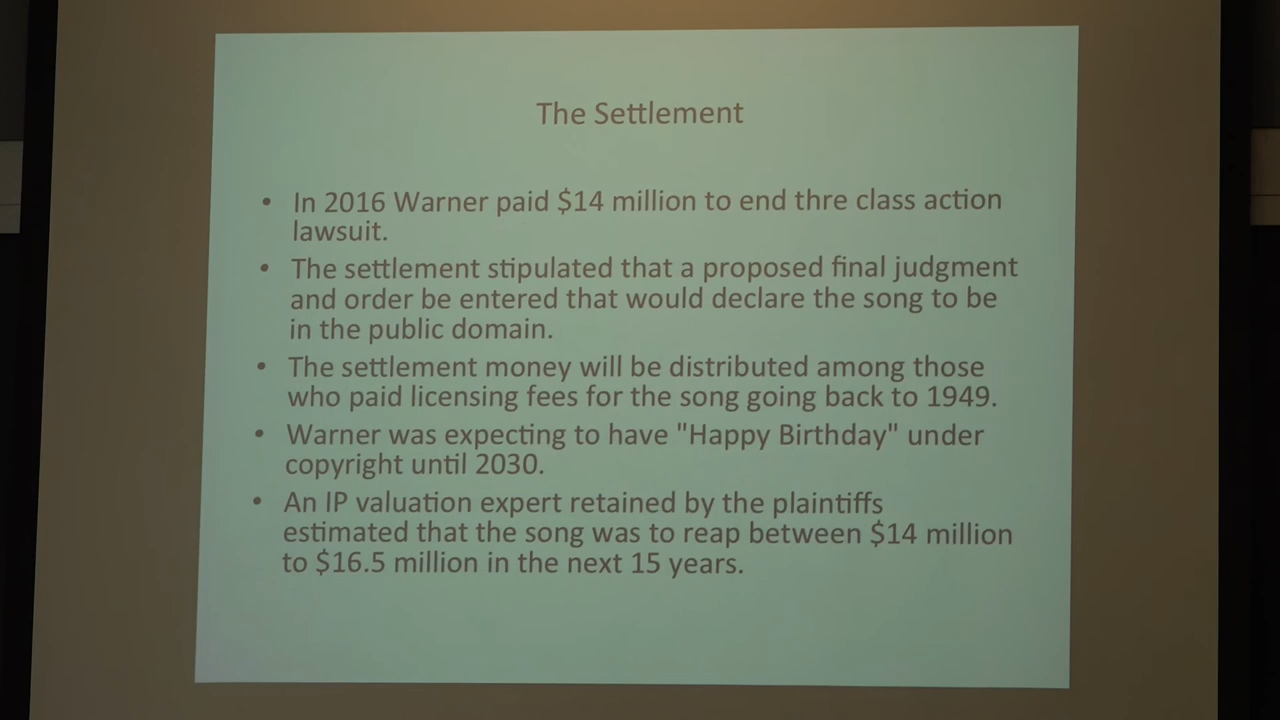 The Settlement
• In 2016 Warner paid $14 million to end thre class action
lawsuit.
• The settlement stipulated that a proposed final judgment
and order be entered that would declare the song to be
in the public domain.
• The settlement money will be distributed among those
who paid licensing fees for the song going back to 1949.
• Warner was expecting to have "Happy Birthday" under
copyright until 2030.
• An IP valuation expert retained by the plaintiffs
estimated that the song was to reap between $14 million
to $16.5 million in the next 15 years.